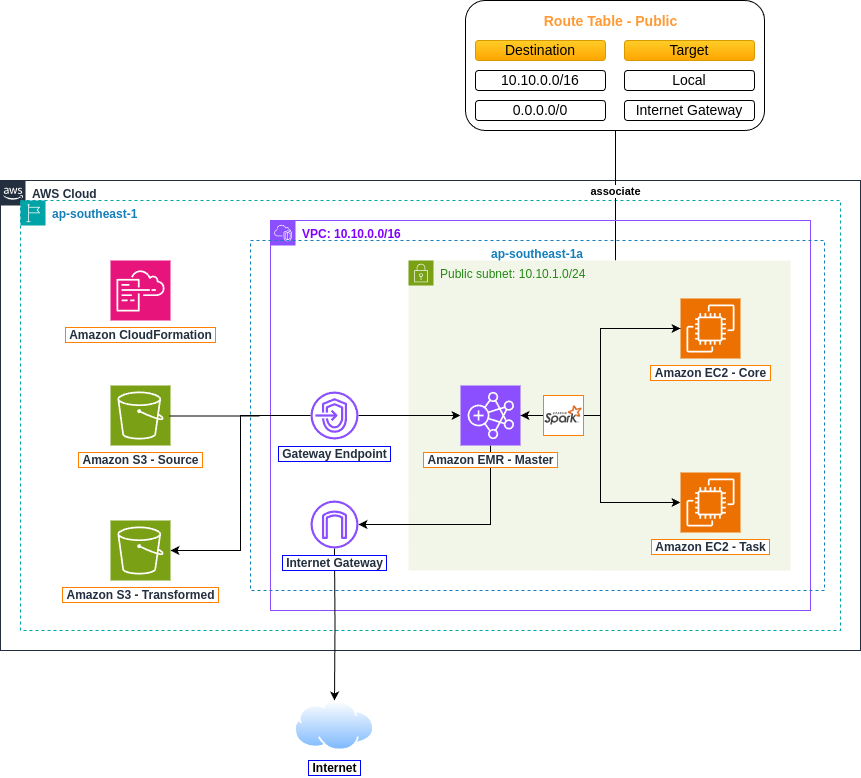 Route Table - Public
Destination
Target
10.10.0.0/16
Local
0.0.0.0/0
Internet Gateway
associate
aws
AWS Cloud
ap-southeast-1
VPC: 10.10.0.0/16
ap-southeast-1a
Public subnet: 10.10.1.0/24
Amazon CloudFormation
Amazon EC2 - Core
Amazon S3 - Source
Gateway Endpoint
Amazon EMR - Master
Spark
Amazon EC2 - Task
Internet Gateway
Amazon S3 - Transformed
Internet